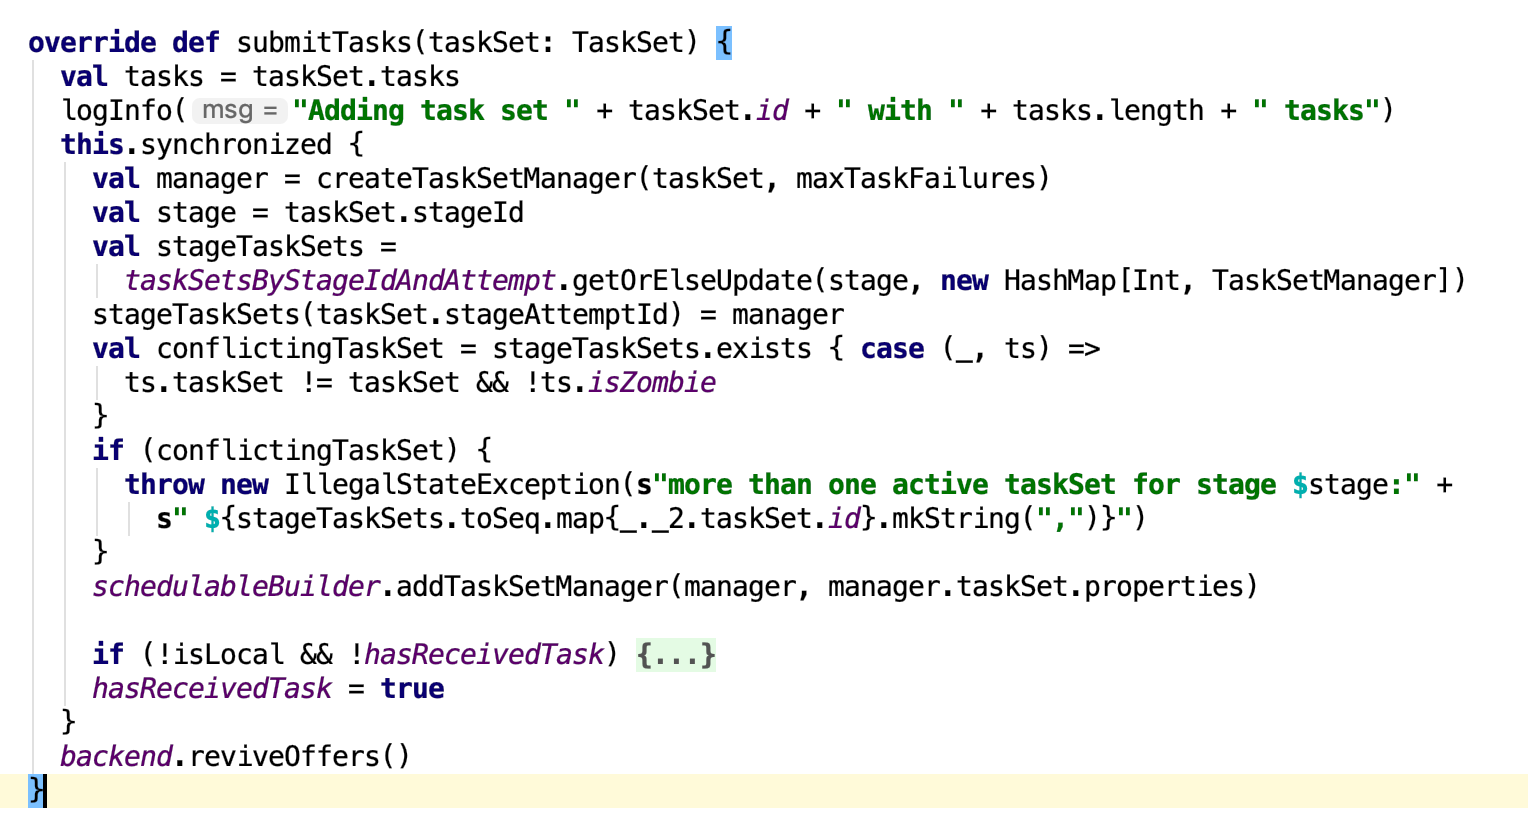 override def submitTasks(taskSet: TaskSet) {
  val tasks = taskSet.tasks
  logInfo( msg = "Adding task set " + taskSet.id + " with " + tasks.length + " tasks")
  this.synchronized {
    val manager = createTaskSetManager(taskSet, maxTaskFailures)
    val stage = taskSet.stageId
    val stageTaskSets =
      taskSetsByStageIdAndAttempt.getOrElseUpdate(stage, new HashMap[Int, TaskSetManager])
    stageTaskSets(taskSet.stageAttemptId) = manager
    val conflictingTaskSet = stageTaskSets.exists { case (_, ts) =>
      ts.taskSet != taskSet && !ts.isZombie
    }
    if (conflictingTaskSet) {
      throw new IllegalStateException(s"more than one active taskSet for stage $stage:" +
        s" ${stageTaskSets.toSeq.map{_._2.taskSet.id}.mkString(",")}")
    }
    schedulableBuilder.addTaskSetManager(manager, manager.taskSet.properties)

    if (!isLocal && !hasReceivedTask) {...}
    hasReceivedTask = true
  }
  backend.reviveOffers()
}